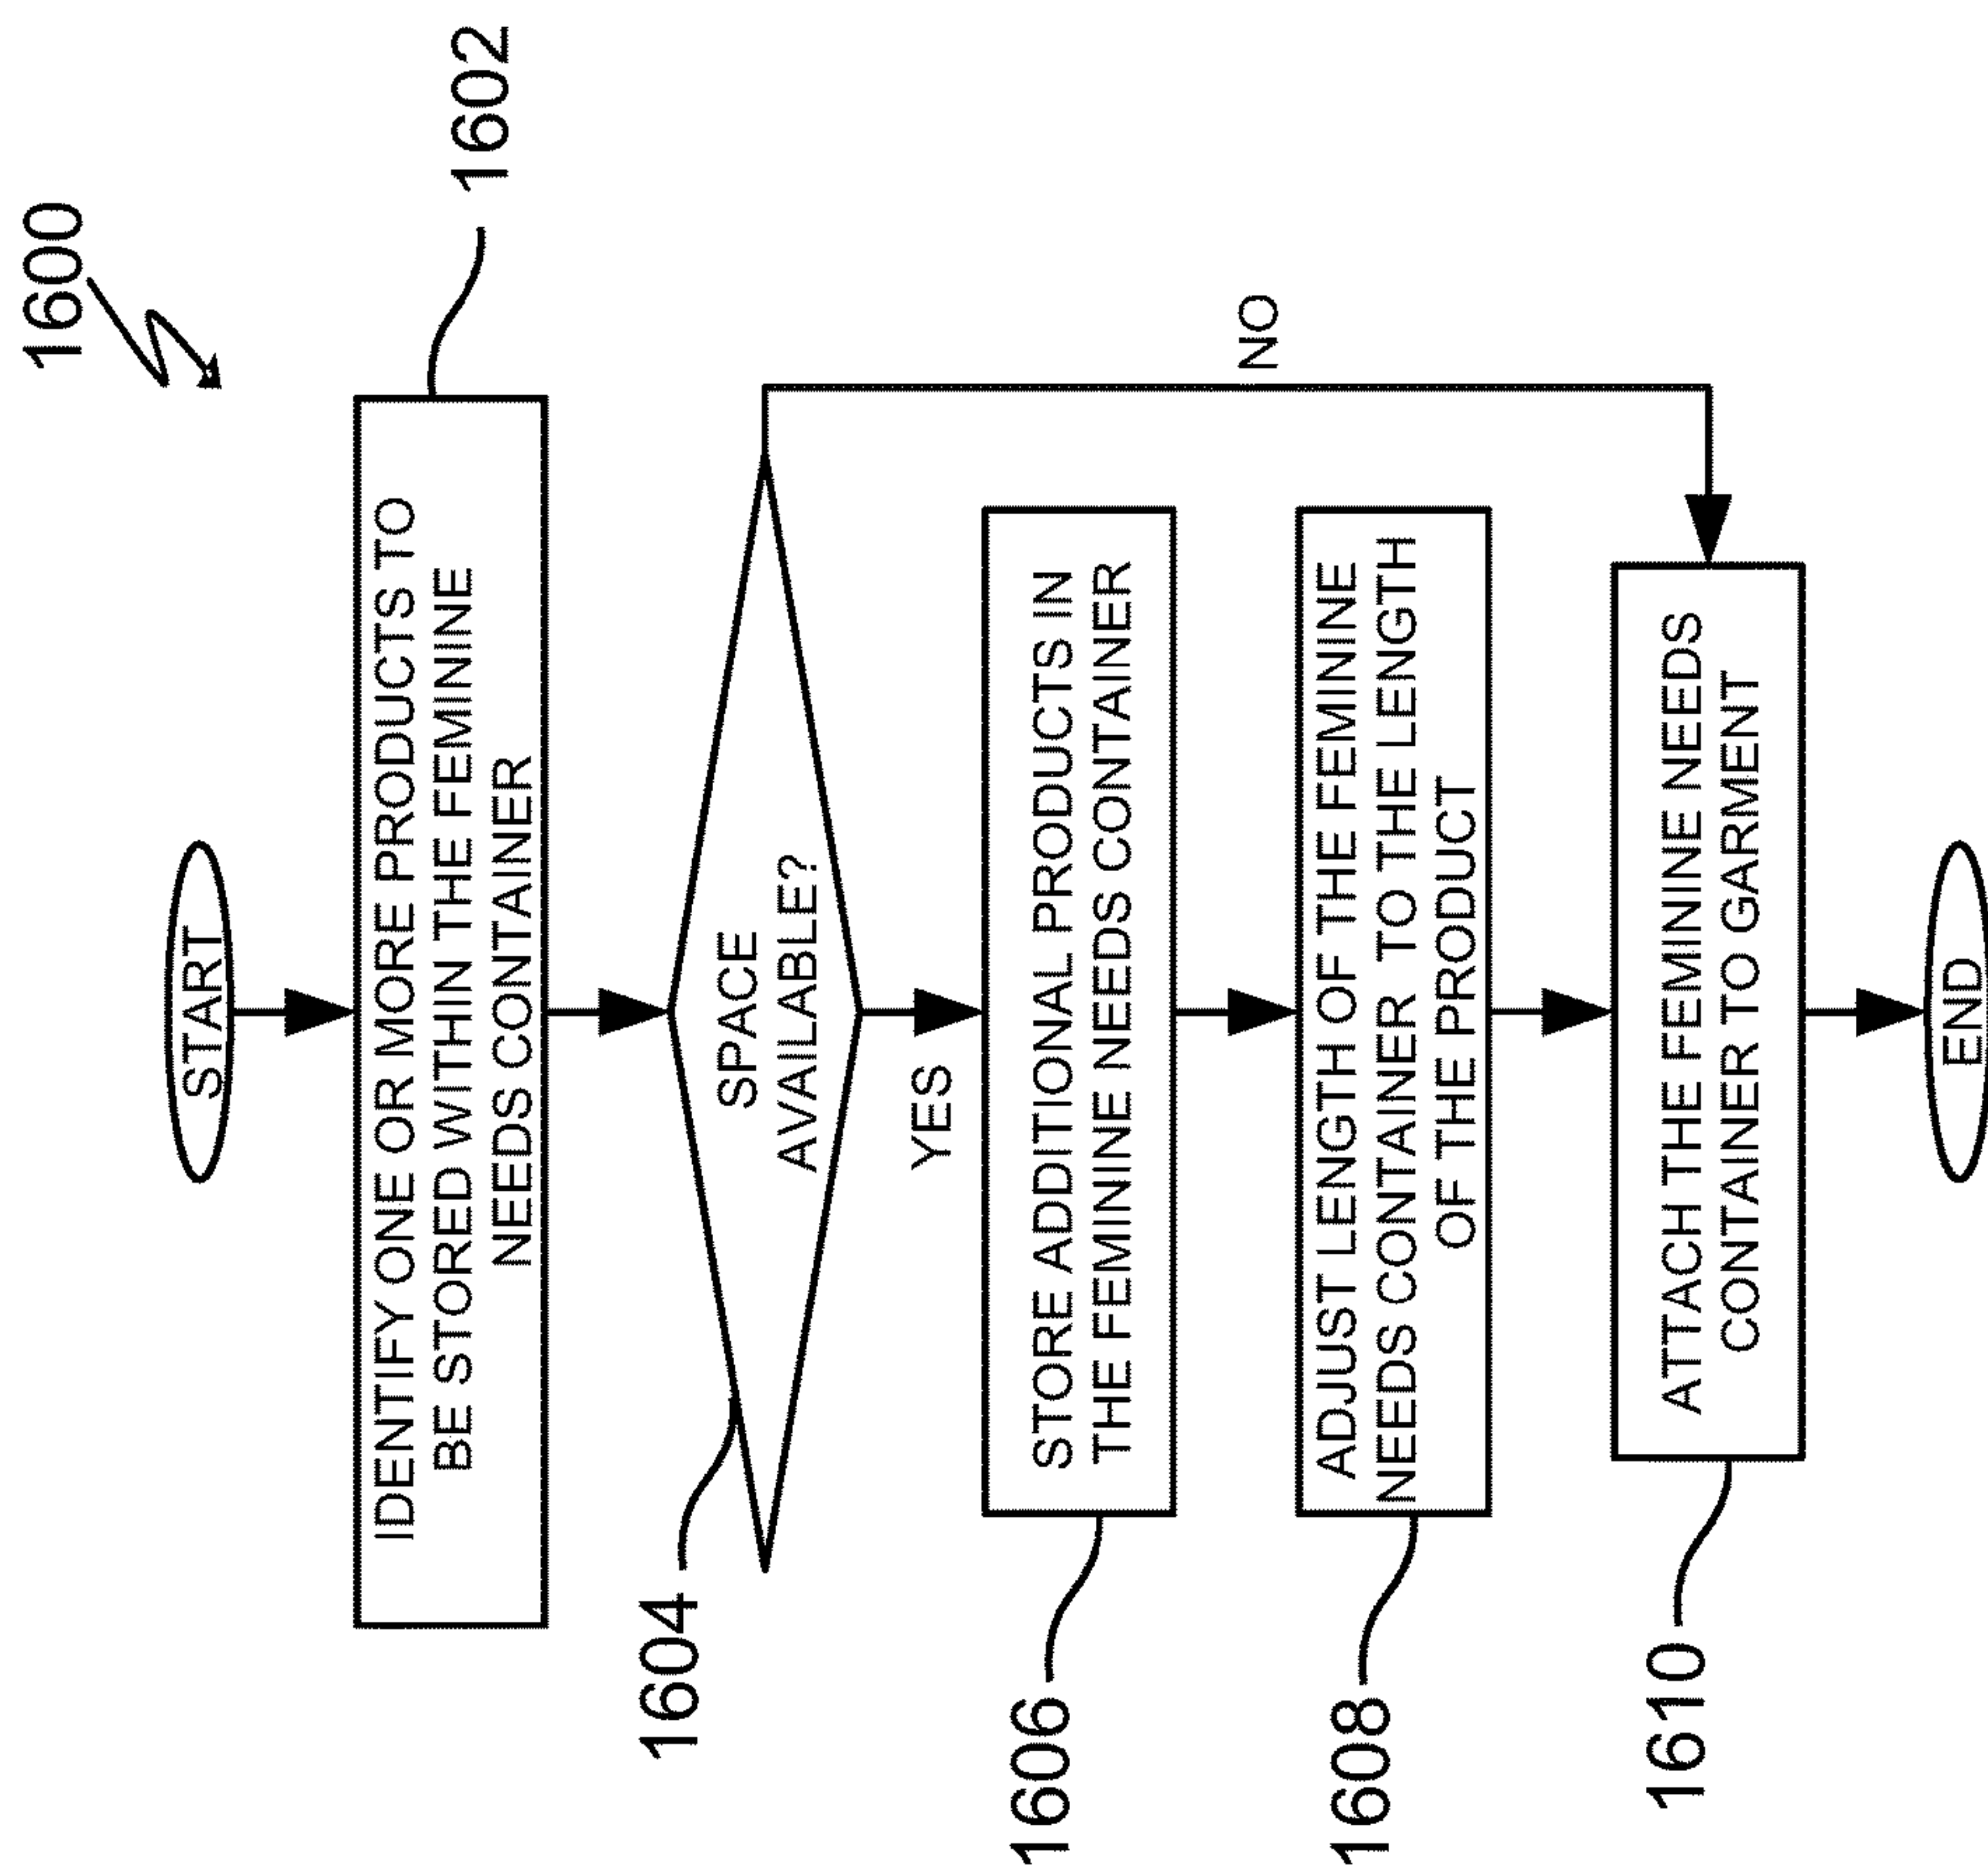 1600
START
IDENTIFY ONE OR MORE PRODUCTS TO
BE STORED WITHIN THE FEMININE
NEEDS CONTAINER
1602
SPACE
AVAILABLE?
1604
NO
YES
STORE ADDITIONAL PRODUCTS IN
THE FEMININE NEEDS CONTAINER
1606
ADJUST LENGTH OF THE FEMININE
NEEDS CONTAINER TO THE LENGTH
OF THE PRODUCT
1608
ATTACH THE FEMININE NEEDS
CONTAINER TO GARMENT
1610
END